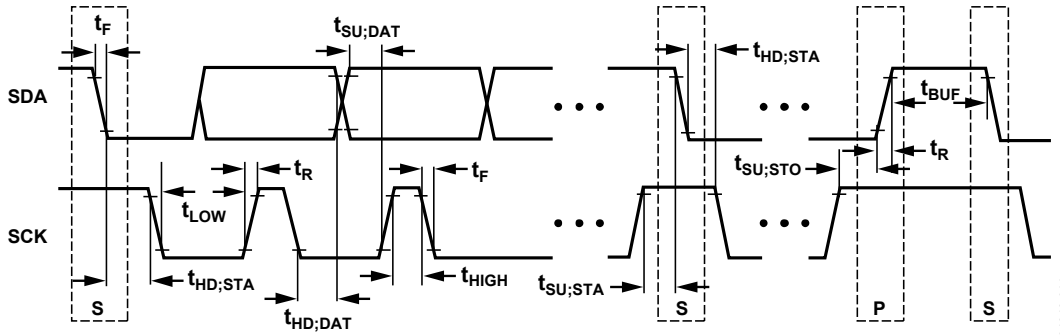 tF
tSU;DAT
tHD;STA
SDA
tBUF
tR
tF
tSU;STO
tR
tLOW
SCK
tHD;STA
tHIGH
tSU;STA
tHD;DAT
S
S
P
S